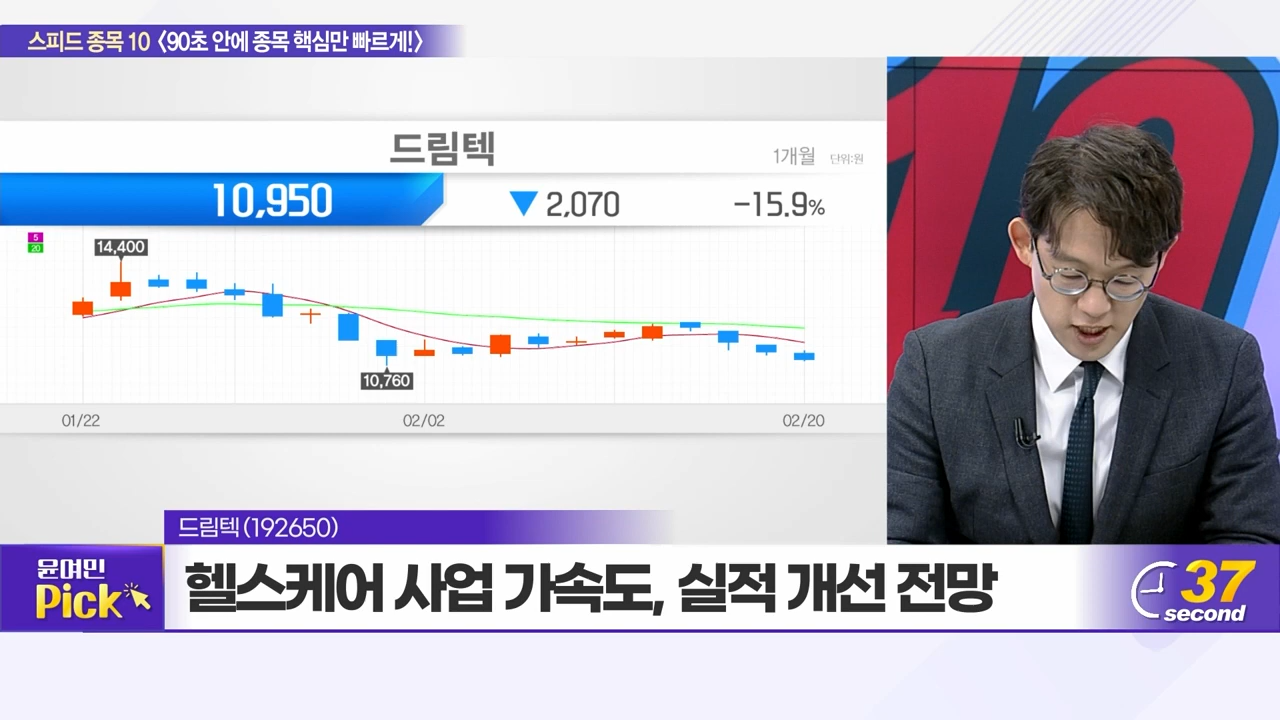 스피드 종목 10 〈90초 안에 종목 핵심만 빠르게!〉
드림텍
1개월 단위:원
10,950 ▼ 2,070 -15.9%
5
20
14,400
10,760
01/22 02/02 02/20
드림텍(192650)
윤여민
Pick
헬스케어 사업 가속도, 실적 개선 전망
37
second